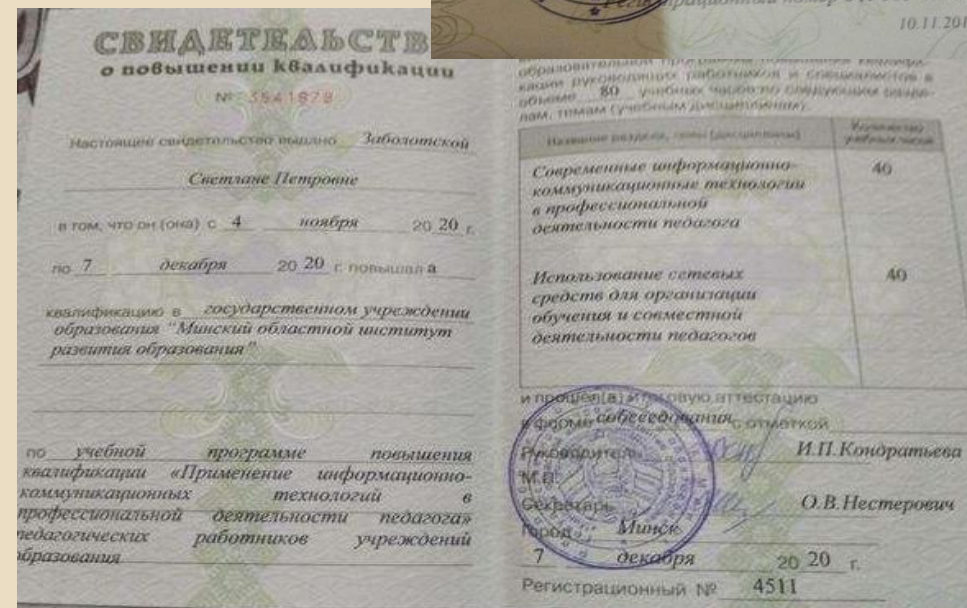 Регистрационный номер
10.11.201
СВИДЕТЕЛЬСТВ
о повышении квалификации
№ 3541878
Настоящее свидетельство выдано Заболотской
Светлане Петровне
в том, что он (она) с 4 ноября 20 20 г.
по 7 декабря 20 20 г. повышал а
квалификацию в государственном учреждении
образования "Минский областной институт
развития образования"
по учебной программе повышения
квалификации «Применение информационно-
коммуникационных технологий в
профессиональной деятельности педагога»
педагогических работников учреждений
образования
образовательной программы повышения квалифи-
кации руководящих работников и специалистов в
объеме 80 учебных часов по следующим разде-
лам, темам (учебным дисциплинам):
Название раздела, темы (дисциплины) Количество учебных часов
Современные информационно- 40
коммуникационные технологии
в профессиональной
деятельности педагога
Использование сетевых 40
средств для организации
обучения и совместной
деятельности педагогов
и прошел(а) итоговую аттестацию
в форме собеседования с отметкой
Руководитель И.П.Кондратьева
М.П.
Секретарь О.В.Нестерович
Город Минск
7 декабря 20 20 г.
Регистрационный № 4511